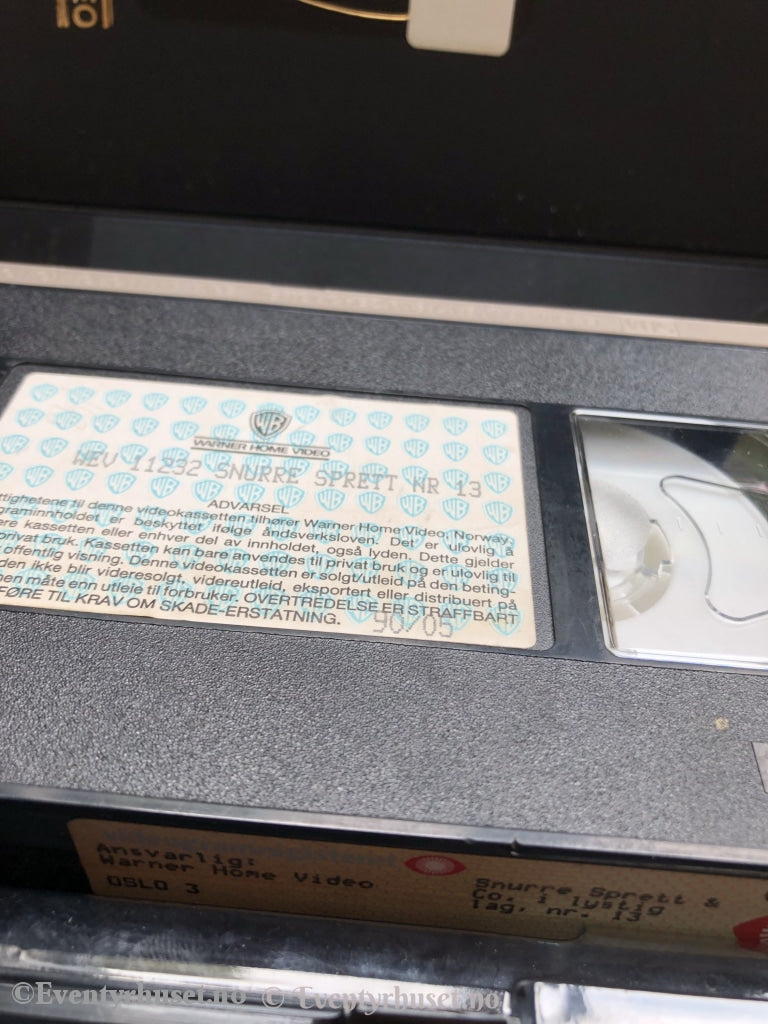 WARNER HOME VIDEO
WEV 11232 SNURRE SPRETT NR 13
ADVARSEL
ttighetene til denne videokassetten tilhører Warner Home Video, Norway.
graminnholdet er beskyttet ifølge åndsverksloven. Det er ulovlig å
ere kassetten eller enhver del av innholdet, også lyden. Dette gjelder
privat bruk. Kassetten kan bare anvendes til privat bruk og er ulovlig til
offentlig visning. Denne videokassetten er solgt/utleid på den beting-
den ikke blir videresolgt, videreutleid, eksportert eller distribuert på
nen måte enn utleie til forbruker. OVERTREDELSE ER STRAFFBART
FØRE TIL KRAV OM SKADE-ERSTATNING.
90/05
Ansvarlig:
Warner Home Video
OSLO 3
Snurre Sprett &
Co. i lystig
lag, nr. 13
©Eventyrhuset.no © Eventyrhuset.no